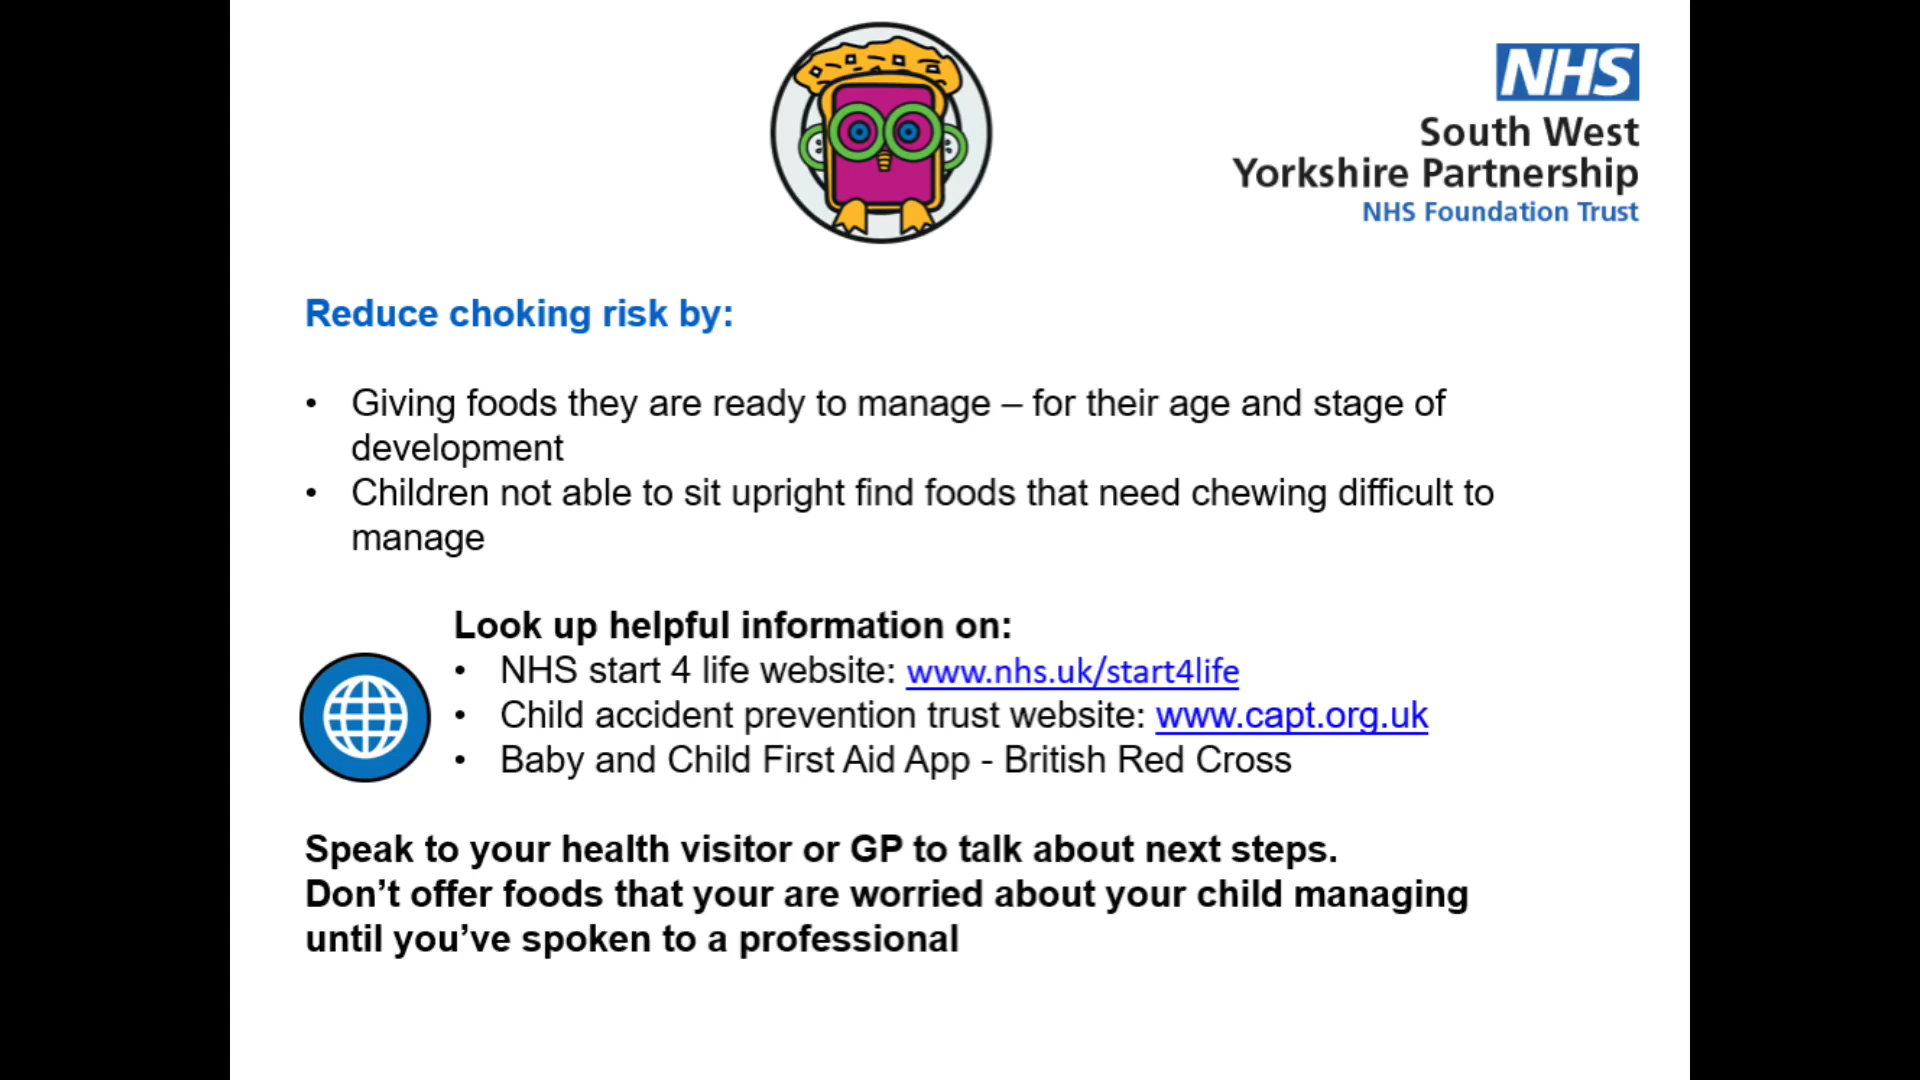 NHS
South West
Yorkshire Partnership
NHS Foundation Trust
Reduce choking risk by:
• Giving foods they are ready to manage – for their age and stage of
development
• Children not able to sit upright find foods that need chewing difficult to
manage
Look up helpful information on:
• NHS start 4 life website: www.nhs.uk/start4life
• Child accident prevention trust website: www.capt.org.uk
• Baby and Child First Aid App - British Red Cross
Speak to your health visitor or GP to talk about next steps.
Don’t offer foods that your are worried about your child managing
until you’ve spoken to a professional